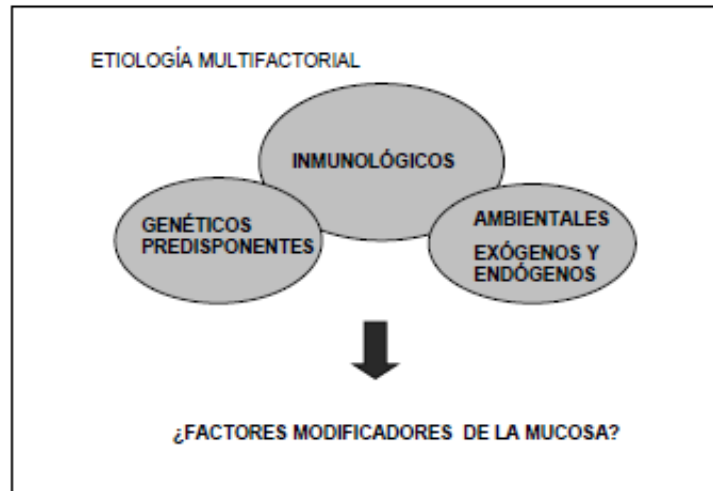 ETIOLOGÍA MULTIFACTORIAL
INMUNOLÓGICOS
GENÉTICOS
PREDISPONENTES
AMBIENTALES
EXÓGENOS Y
ENDÓGENOS
¿FACTORES MODIFICADORES DE LA MUCOSA?